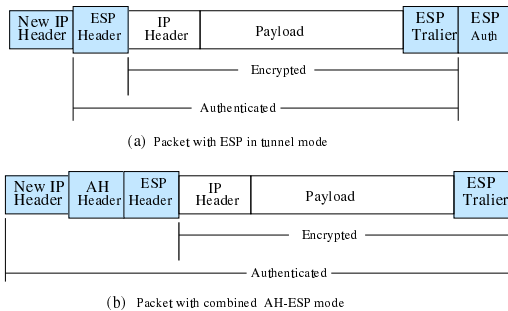 New IP Header
ESP Header
IP Header
Payload
ESP Tralier
ESP Auth
Encrypted
Authenticated
(a) Packet with ESP in tunnel mode
New IP Header
AH Header
ESP Header
IP Header
Payload
ESP Tralier
Encrypted
Authenticated
(b) Packet with combined AH-ESP mode